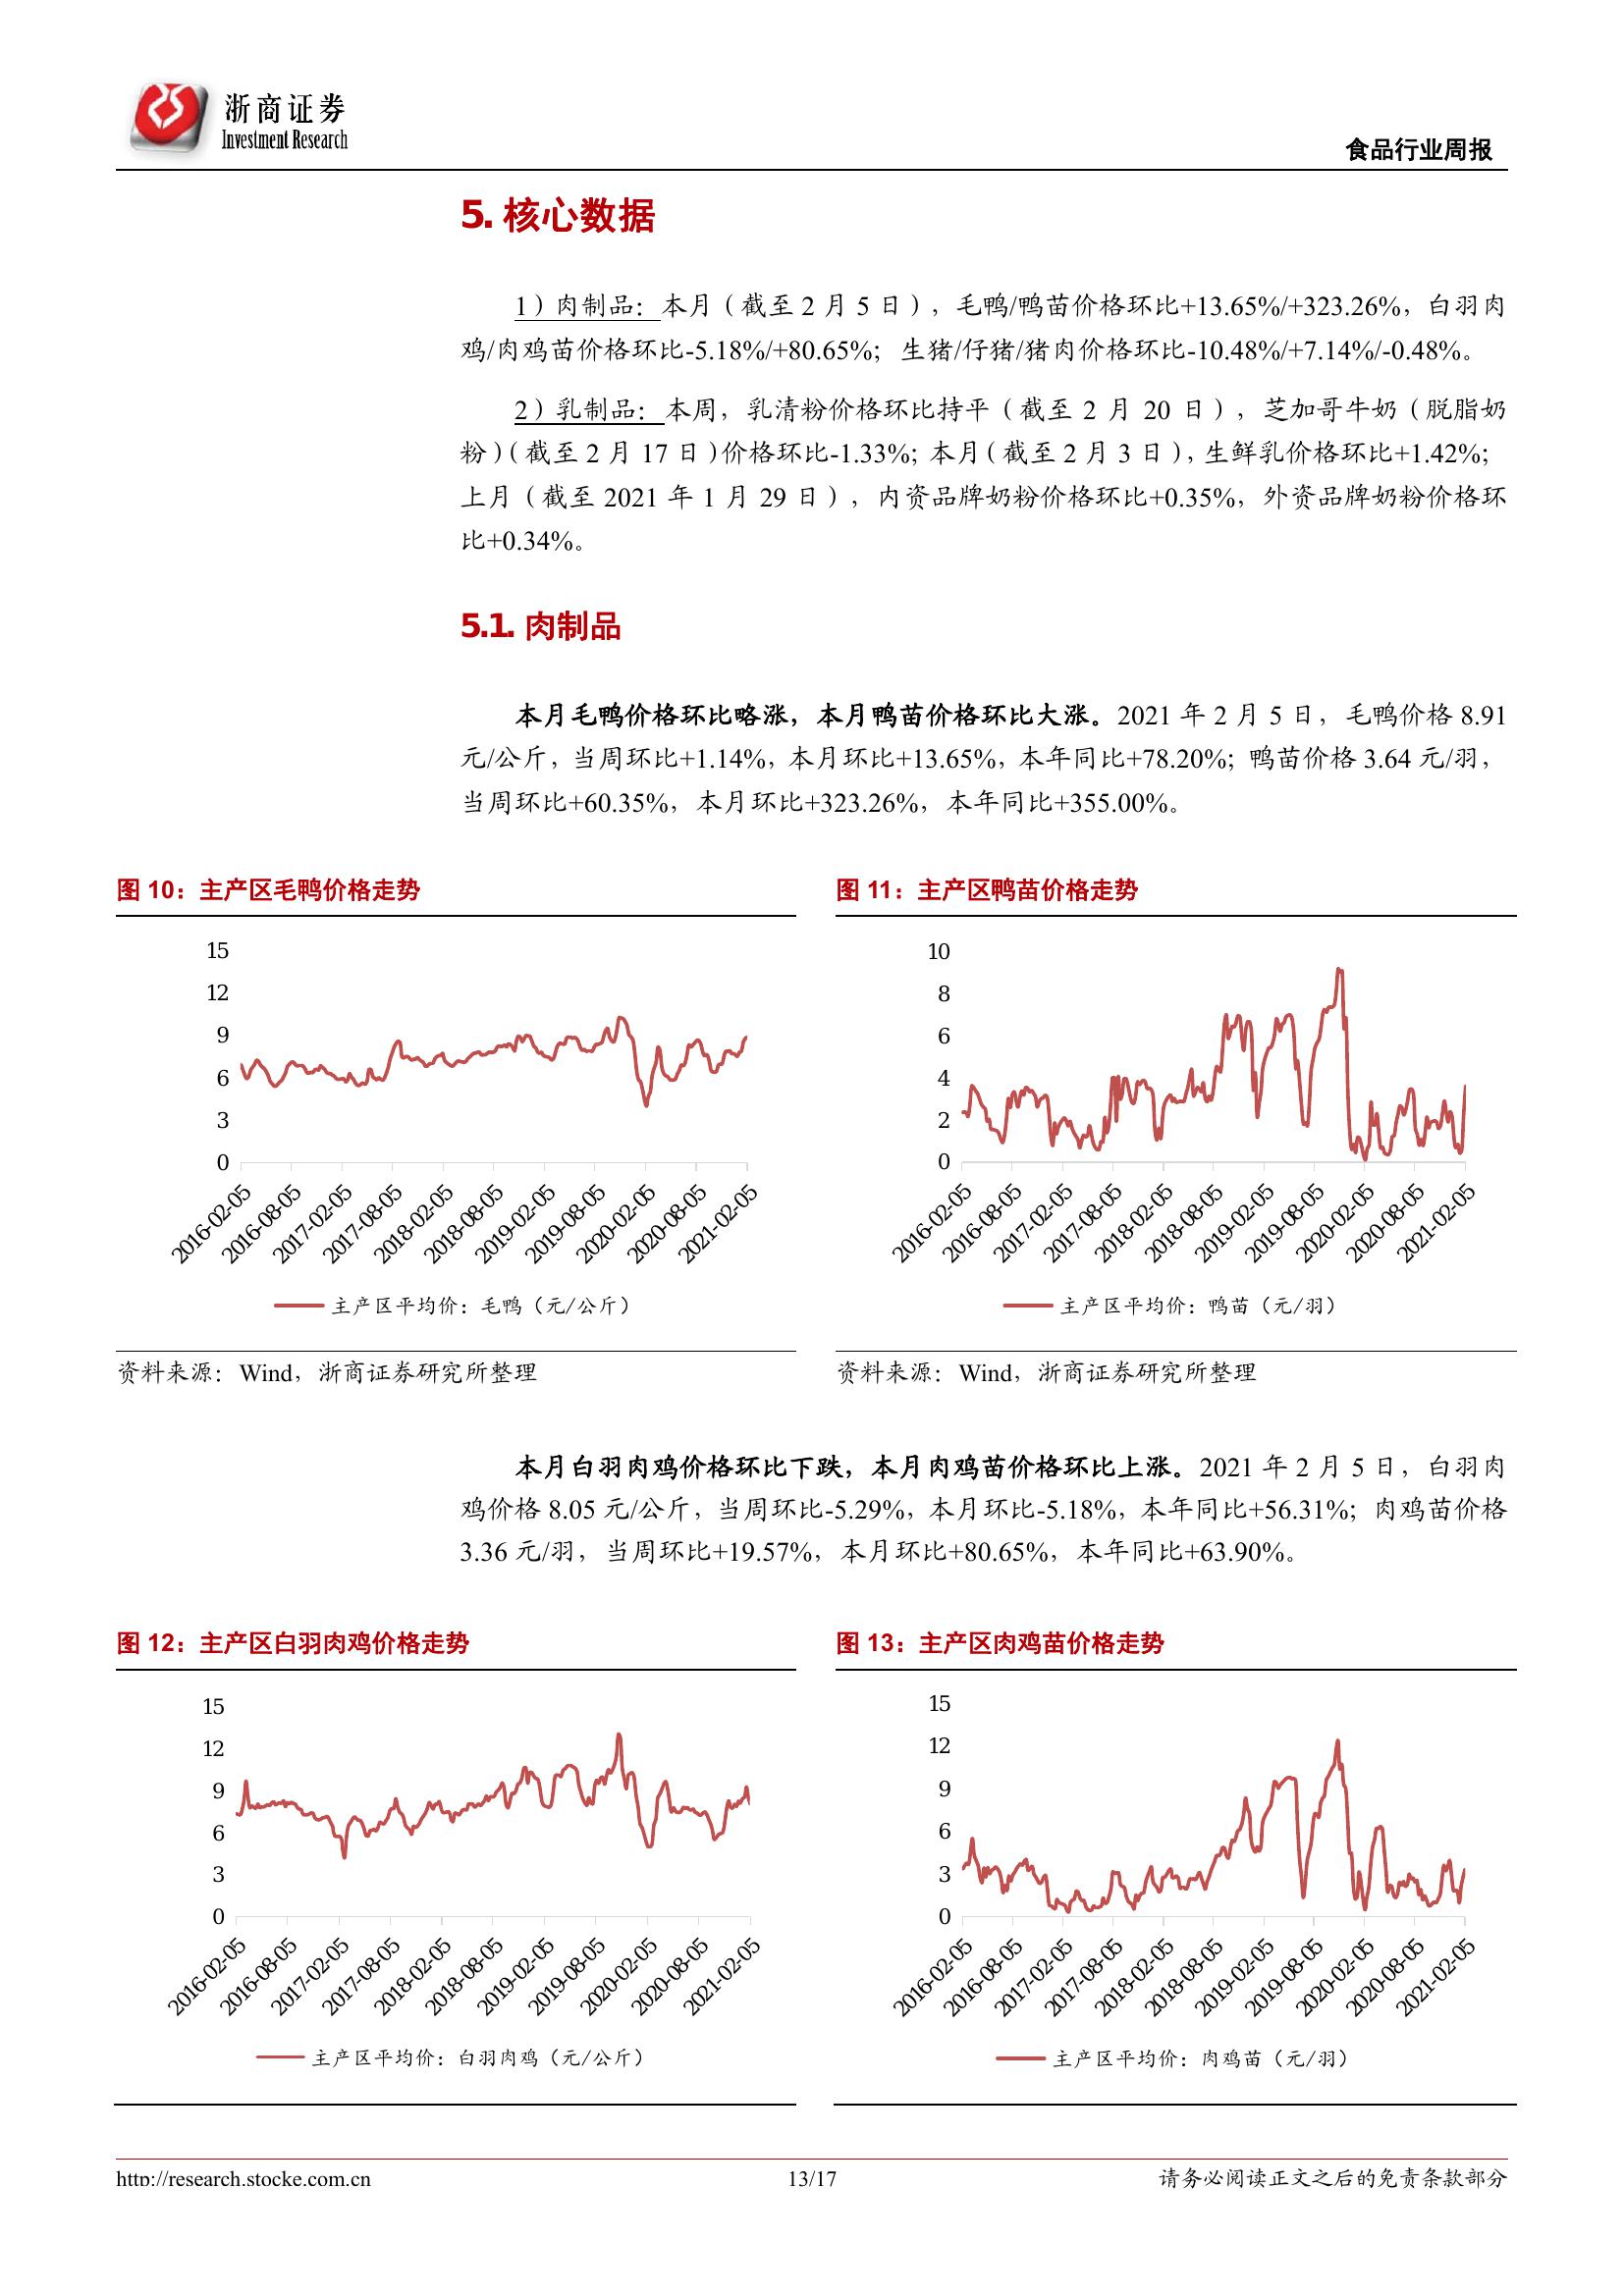 浙商证券
Investment Research
食品行业周报
5. 核心数据
1）肉制品：本月（截至 2 月 5 日），毛鸭/鸭苗价格环比+13.65%/+323.26%，白羽肉
鸡/肉鸡苗价格环比-5.18%/+80.65%；生猪/仔猪/猪肉价格环比-10.48%/+7.14%/-0.48%。
2）乳制品：本周，乳清粉价格环比持平（截至 2 月 20 日），芝加哥牛奶（脱脂奶
粉）（截至 2 月 17 日）价格环比-1.33%；本月（截至 2 月 3 日），生鲜乳价格环比+1.42%；
上月（截至 2021 年 1 月 29 日），内资品牌奶粉价格环比+0.35%，外资品牌奶粉价格环
比+0.34%。
5.1. 肉制品
本月毛鸭价格环比略涨，本月鸭苗价格环比大涨。2021 年 2 月 5 日，毛鸭价格 8.91
元/公斤，当周环比+1.14%，本月环比+13.65%，本年同比+78.20%；鸭苗价格 3.64 元/羽，
当周环比+60.35%，本月环比+323.26%，本年同比+355.00%。
图 10：主产区毛鸭价格走势
15
12
9
6
3
0
2016-02-05
2016-08-05
2017-02-05
2017-08-05
2018-02-05
2018-08-05
2019-02-05
2019-08-05
2020-02-05
2020-08-05
2021-02-05
主产区平均价：毛鸭（元/公斤）
资料来源：Wind，浙商证券研究所整理
图 11：主产区鸭苗价格走势
10
8
6
4
2
0
2016-02-05
2016-08-05
2017-02-05
2017-08-05
2018-02-05
2018-08-05
2019-02-05
2019-08-05
2020-02-05
2020-08-05
2021-02-05
主产区平均价：鸭苗（元/羽）
资料来源：Wind，浙商证券研究所整理
本月白羽肉鸡价格环比下跌，本月肉鸡苗价格环比上涨。2021 年 2 月 5 日，白羽肉
鸡价格 8.05 元/公斤，当周环比-5.29%，本月环比-5.18%，本年同比+56.31%；肉鸡苗价格
3.36 元/羽，当周环比+19.57%，本月环比+80.65%，本年同比+63.90%。
图 12：主产区白羽肉鸡价格走势
15
12
9
6
3
0
2016-02-05
2016-08-05
2017-02-05
2017-08-05
2018-02-05
2018-08-05
2019-02-05
2019-08-05
2020-02-05
2020-08-05
2021-02-05
主产区平均价：白羽肉鸡（元/公斤）
图 13：主产区肉鸡苗价格走势
15
12
9
6
3
0
2016-02-05
2016-08-05
2017-02-05
2017-08-05
2018-02-05
2018-08-05
2019-02-05
2019-08-05
2020-02-05
2020-08-05
2021-02-05
主产区平均价：肉鸡苗（元/羽）
http://research.stocke.com.cn
13/17
请务必阅读正文之后的免责条款部分